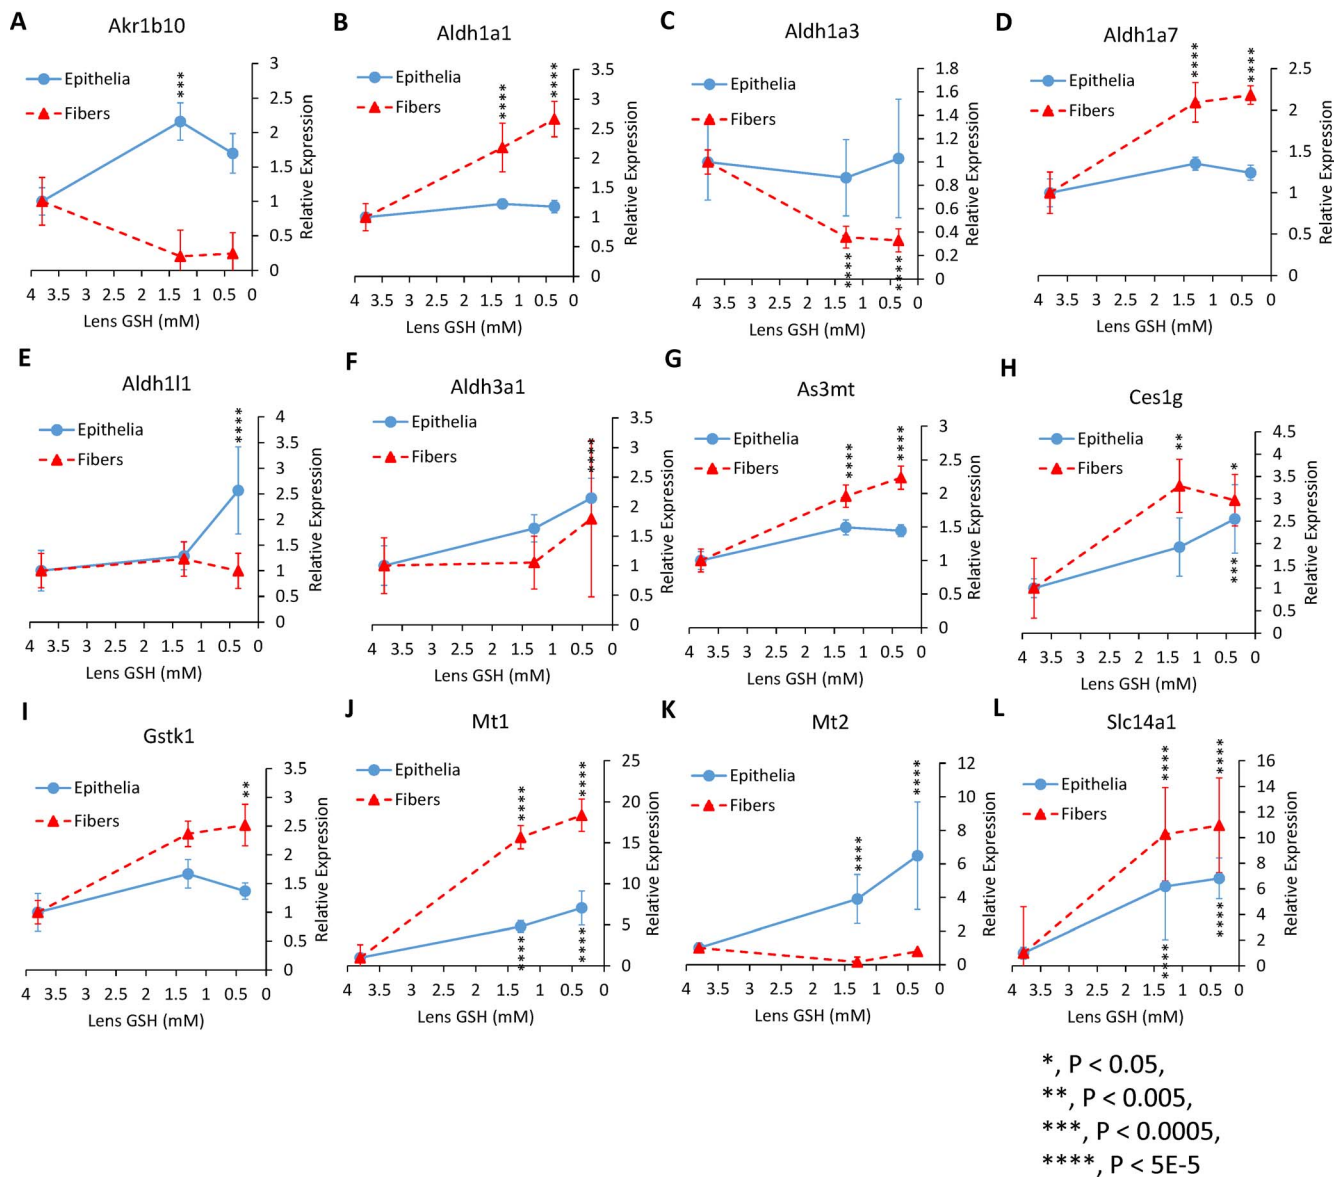 A
Akr1b10
Epithelia
Fibers
***
3
2.5
2
1.5
1
0.5
0
Relative Expression
4 3.5 3 2.5 2 1.5 1 0.5 0
Lens GSH (mM)
B
Aldh1a1
Epithelia
Fibers
****
****
3.5
3
2.5
2
1.5
1
0.5
0
Relative Expression
4 3.5 3 2.5 2 1.5 1 0.5 0
Lens GSH (mM)
C
Aldh1a3
Epithelia
Fibers
****
****
1.8
1.6
1.4
1.2
1
0.8
0.6
0.4
0.2
0
Relative Expression
4 3.5 3 2.5 2 1.5 1 0.5 0
Lens GSH (mM)
D
Aldh1a7
Epithelia
Fibers
****
****
2.5
2
1.5
1
0.5
0
Relative Expression
4 3.5 3 2.5 2 1.5 1 0.5 0
Lens GSH (mM)
E
Aldh1l1
Epithelia
Fibers
****
4
3.5
3
2.5
2
1.5
1
0.5
0
Relative Expression
4 3.5 3 2.5 2 1.5 1 0.5 0
Lens GSH (mM)
F
Aldh3a1
Epithelia
Fibers
****
3.5
3
2.5
2
1.5
1
0.5
0
Relative Expression
4 3.5 3 2.5 2 1.5 1 0.5 0
Lens GSH (mM)
G
As3mt
Epithelia
Fibers
****
****
3
2.5
2
1.5
1
0.5
0
Relative Expression
4 3.5 3 2.5 2 1.5 1 0.5 0
Lens GSH (mM)
H
Ces1g
Epithelia
Fibers
**
*
***
4.5
4
3.5
3
2.5
2
1.5
1
0.5
0
Relative Expression
4 3.5 3 2.5 2 1.5 1 0.5 0
Lens GSH (mM)
I
Gstk1
Epithelia
Fibers
**
3.5
3
2.5
2
1.5
1
0.5
0
Relative Expression
4 3.5 3 2.5 2 1.5 1 0.5 0
Lens GSH (mM)
J
Mt1
Epithelia
Fibers
****
****
****
****
25
20
15
10
5
0
Relative Expression
4 3.5 3 2.5 2 1.5 1 0.5 0
Lens GSH (mM)
K
Mt2
Epithelia
Fibers
****
****
12
10
8
6
4
2
0
Relative Expression
4 3.5 3 2.5 2 1.5 1 0.5 0
Lens GSH (mM)
L
Slc14a1
Epithelia
Fibers
****
****
****
****
16
14
12
10
8
6
4
2
0
Relative Expression
4 3.5 3 2.5 2 1.5 1 0.5 0
Lens GSH (mM)
*, P < 0.05,
**, P < 0.005,
***, P < 0.0005,
****, P < 5E-5